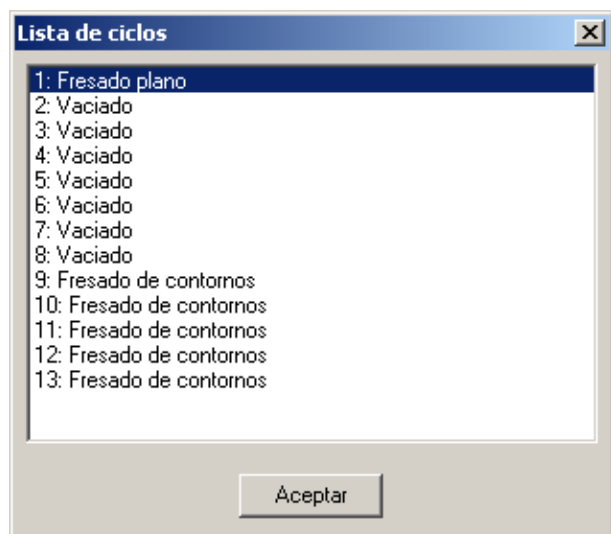 Lista de ciclos
1: Fresado plano
2: Vaciado
3: Vaciado
4: Vaciado
5: Vaciado
6: Vaciado
7: Vaciado
8: Vaciado
9: Fresado de contornos
10: Fresado de contornos
11: Fresado de contornos
12: Fresado de contornos
13: Fresado de contornos
Aceptar